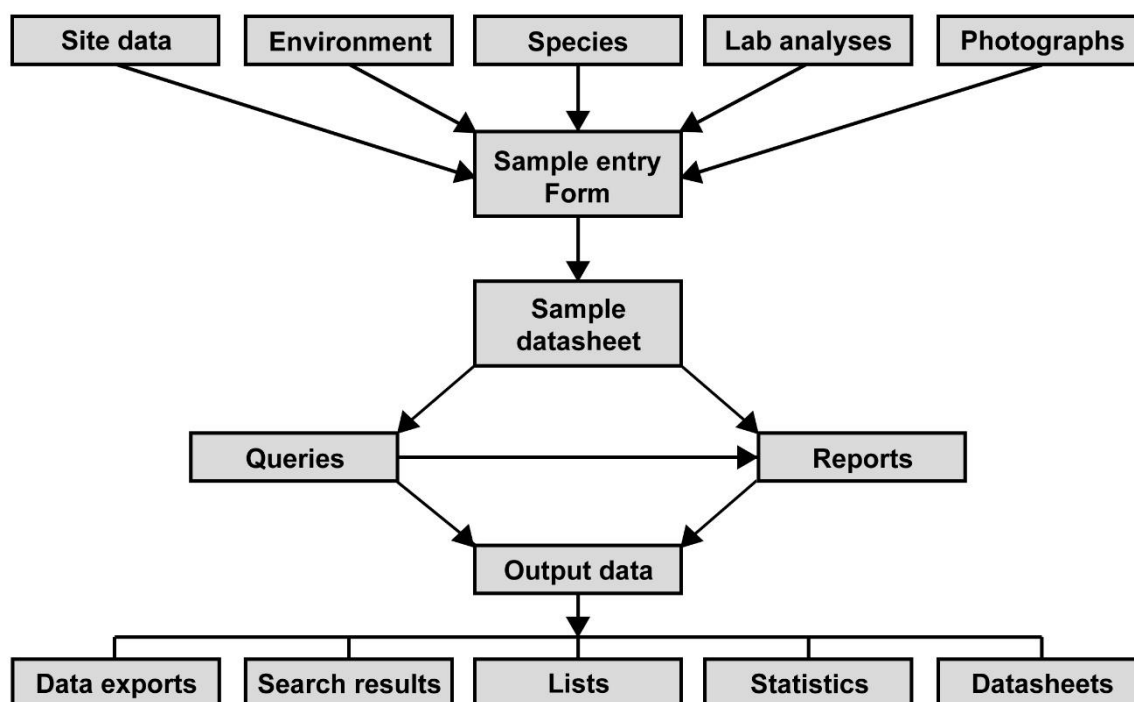 Site data
Environment
Species
Lab analyses
Photographs
Sample entry
Form
Sample
datasheet
Queries
Reports
Output data
Data exports
Search results
Lists
Statistics
Datasheets